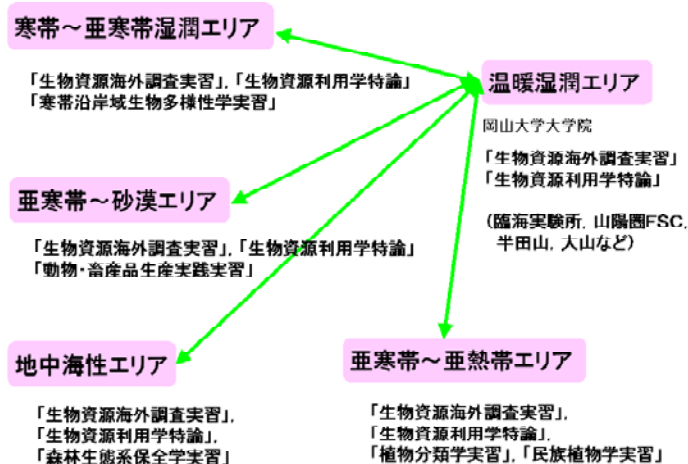 寒帯～亜寒帯湿潤エリア
「生物資源海外調査実習」,「生物資源利用学特論」
「寒帯沿岸域生物多様性学実習」
温暖湿潤エリア
岡山大学大学院
「生物資源海外調査実習」
「生物資源利用学特論」
（臨海実験所, 山陽圏FSC,
半田山, 大山など）
亜寒帯～砂漠エリア
「生物資源海外調査実習」,「生物資源利用学特論」
「動物・畜産品生産実践実習」
地中海性エリア
「生物資源海外調査実習」,
「生物資源利用学特論」,
「森林生態系保全学実習」
亜寒帯～亜熱帯エリア
「生物資源海外調査実習」,
「生物資源利用学特論」,
「植物分類学実習」,「民族植物学実習」